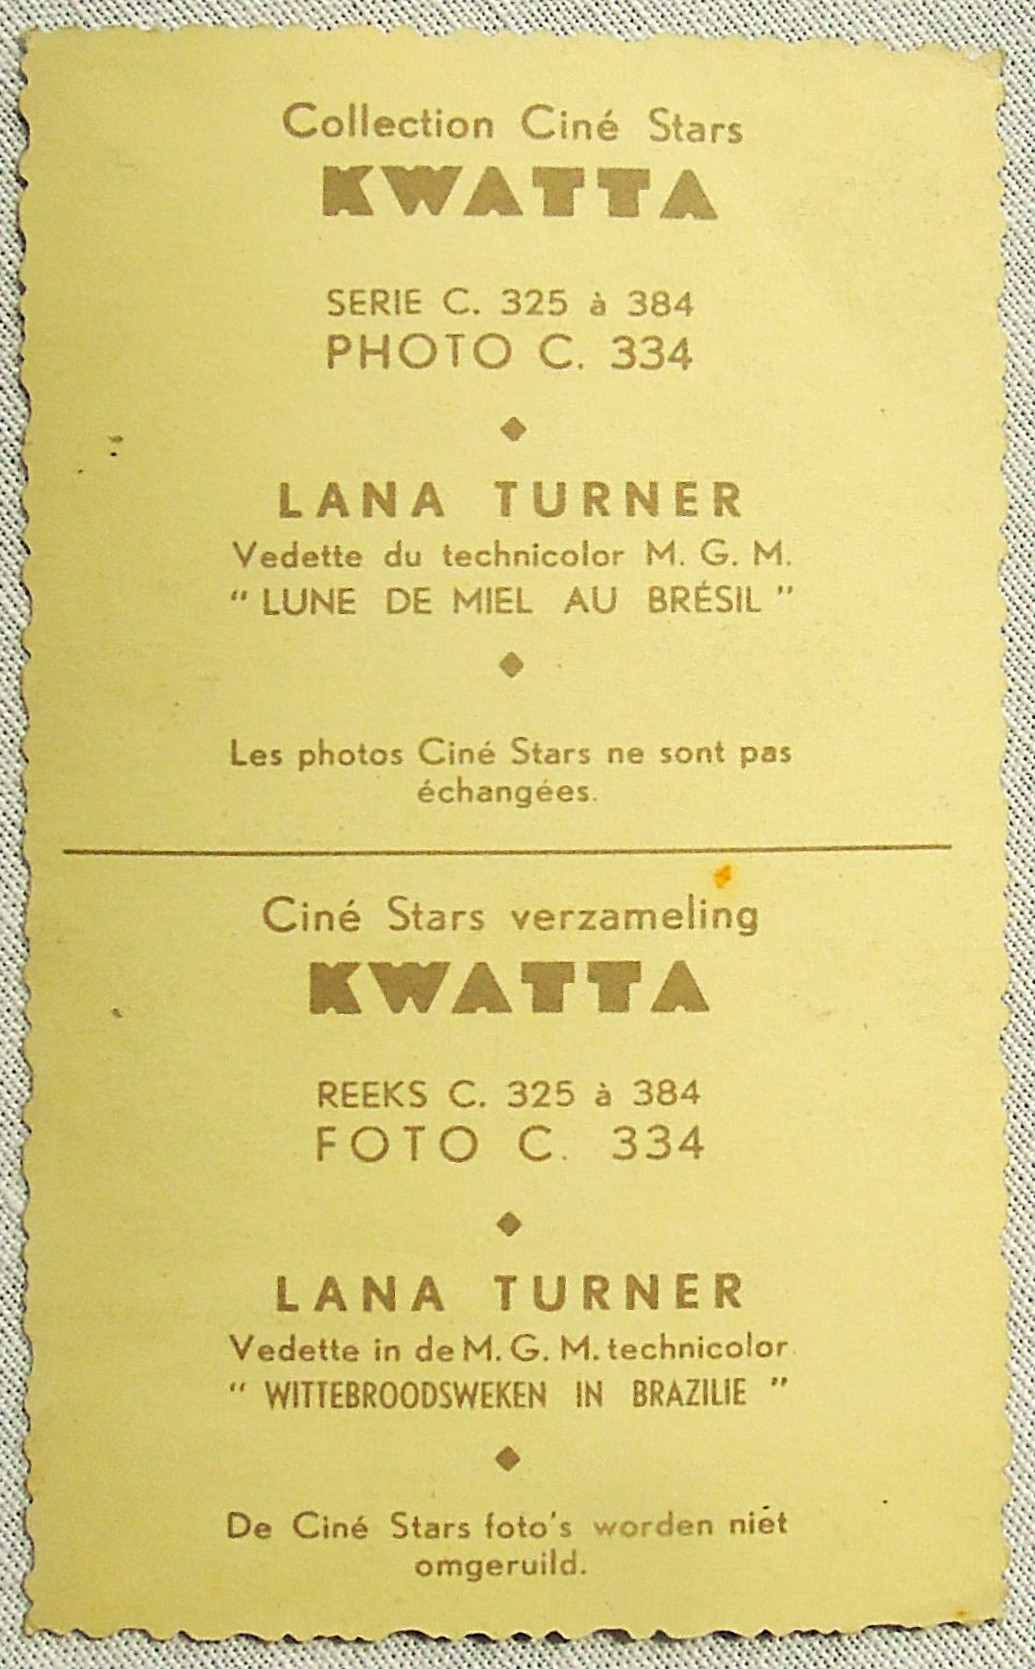 Collection Ciné Stars
KWATTA
SERIE C. 325 à 384
PHOTO C. 334
LANA TURNER
Vedette du technicolor M. G. M.
“ LUNE DE MIEL AU BRÉSIL ”
Les photos Ciné Stars ne sont pas
échangées.
Ciné Stars verzameling
KWATTA
REEKS C. 325 à 384
FOTO C. 334
LANA TURNER
Vedette in de M. G. M. technicolor
“ WITTEBROODSWEKEN IN BRAZILIE ”
De Ciné Stars foto's worden niet
omgeruild.